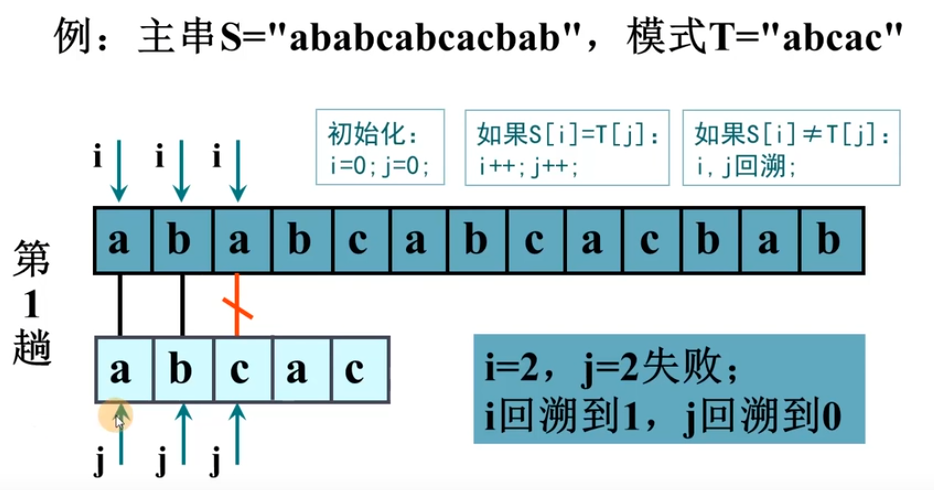 例：主串S="ababcabcacbab"，模式T="abcac"
初始化：
i=0;j=0;
如果S[i]=T[j]：
i++;j++;
如果S[i]≠T[j]：
i,j回溯;
i i i
a b a b c a b c a c b a b
第
1
趟
a b c a c
j j j
i=2，j=2失败；
i回溯到1，j回溯到0